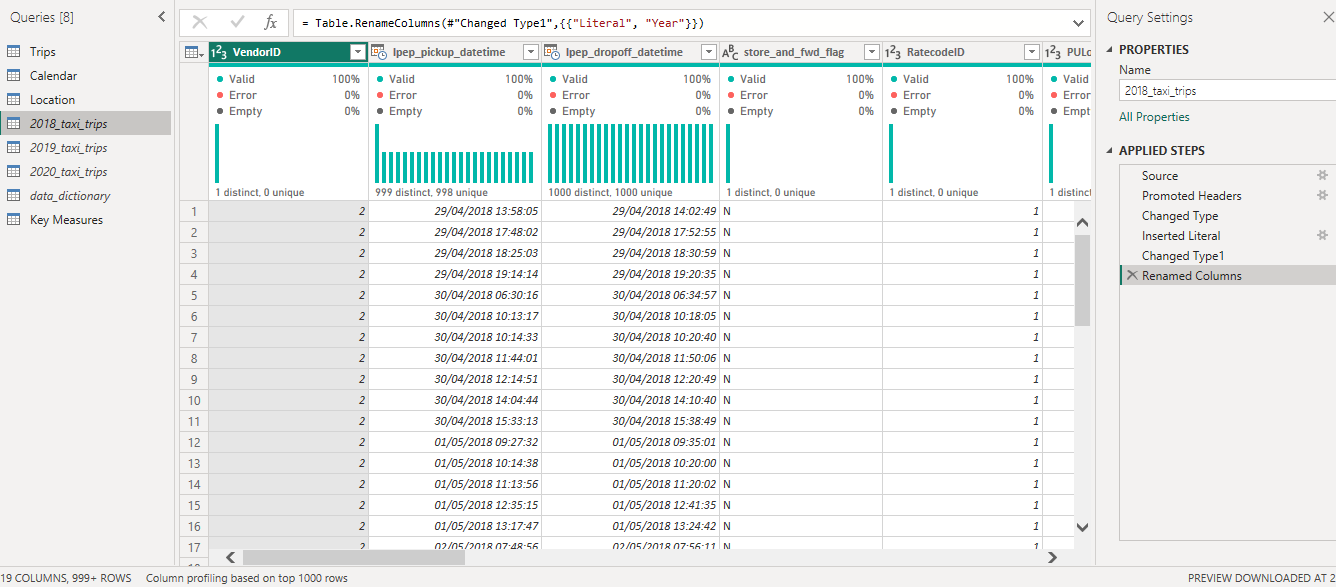 Queries [8]
Trips
Calendar
Location
2018_taxi_trips
2019_taxi_trips
2020_taxi_trips
data_dictionary
Key Measures
fx = Table.RenameColumns(#"Changed Type1",{{"Literal", "Year"}})
1 2 3 VendorID lpep_pickup_datetime lpep_dropoff_datetime A B C store_and_fwd_flag 1 2 3 RatecodeID 1 2 3 PULo
Valid 100% Valid 100% Valid 100% Valid 100% Valid 100% Valid
Error 0% Error 0% Error 0% Error 0% Error 0% Error
Empty 0% Empty 0% Empty 0% Empty 0% Empty 0% Empt
1 distinct, 0 unique 999 distinct, 998 unique 1000 distinct, 1000 unique 1 distinct, 0 unique 1 distinct, 0 unique 1 distinct
1 2 29/04/2018 13:58:05 29/04/2018 14:02:49 N 1
2 2 29/04/2018 17:48:02 29/04/2018 17:52:55 N 1
3 2 29/04/2018 18:25:03 29/04/2018 18:30:59 N 1
4 2 29/04/2018 19:14:14 29/04/2018 19:20:35 N 1
5 2 30/04/2018 06:30:16 30/04/2018 06:34:57 N 1
6 2 30/04/2018 10:13:17 30/04/2018 10:18:05 N 1
7 2 30/04/2018 10:14:33 30/04/2018 10:20:40 N 1
8 2 30/04/2018 11:44:01 30/04/2018 11:50:06 N 1
9 2 30/04/2018 12:14:51 30/04/2018 12:20:49 N 1
10 2 30/04/2018 14:04:44 30/04/2018 14:10:40 N 1
11 2 30/04/2018 15:33:13 30/04/2018 15:38:49 N 1
12 2 01/05/2018 09:27:32 01/05/2018 09:35:01 N 1
13 2 01/05/2018 10:14:38 01/05/2018 10:20:00 N 1
14 2 01/05/2018 11:13:56 01/05/2018 11:20:02 N 1
15 2 01/05/2018 12:35:15 01/05/2018 12:41:35 N 1
16 2 01/05/2018 13:17:47 01/05/2018 13:24:42 N 1
17 2 02/05/2018 07:48:56 02/05/2018 07:56:11 N 1
Query Settings
PROPERTIES
Name
2018_taxi_trips
All Properties
APPLIED STEPS
Source
Promoted Headers
Changed Type
Inserted Literal
Changed Type1
Renamed Columns
19 COLUMNS, 999+ ROWS Column profiling based on top 1000 rows PREVIEW DOWNLOADED AT 2